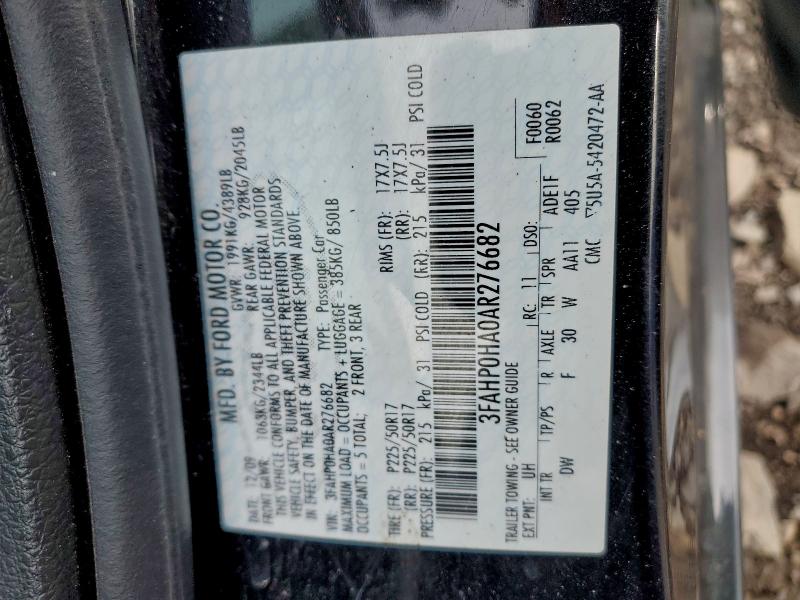 MFD. BY FORD MOTOR CO.
DATE: 12/09 GVWR: 1991KG/4389LB
FRONT GAWR: 1063KG/2344LB REAR GAWR: 928KG/2045LB
THIS VEHICLE CONFORMS TO ALL APPLICABLE FEDERAL MOTOR
VEHICLE SAFETY, BUMPER, AND THEFT PREVENTION STANDARDS
IN EFFECT ON THE DATE OF MANUFACTURE SHOWN ABOVE.
VIN: 3FAHP0HA0AR276682 TYPE: Passenger Car
MAXIMUM LOAD = OCCUPANTS + LUGGAGE = 385KG/ 850LB
OCCUPANTS = 5 TOTAL; 2 FRONT, 3 REAR
TIRE (FR): P225/50R17 RIMS (FR): 17X7.5J
(RR): P225/50R17 (RR): 17X7.5J
PRESSURE (FR): 215 kPa/ 31 PSI COLD (RR): 215 kPa/ 31 PSI COLD
3FAHP0HA0AR276682
TRAILER TOWING - SEE OWNER GUIDE F0060
EXT PNT: UH RC: 11 DSO: R0062
INT TR TP/PS R AXLE TR SPR ADE1F
DW F 30 W AA11 405
CMC ▽5U5A-5420472-AA